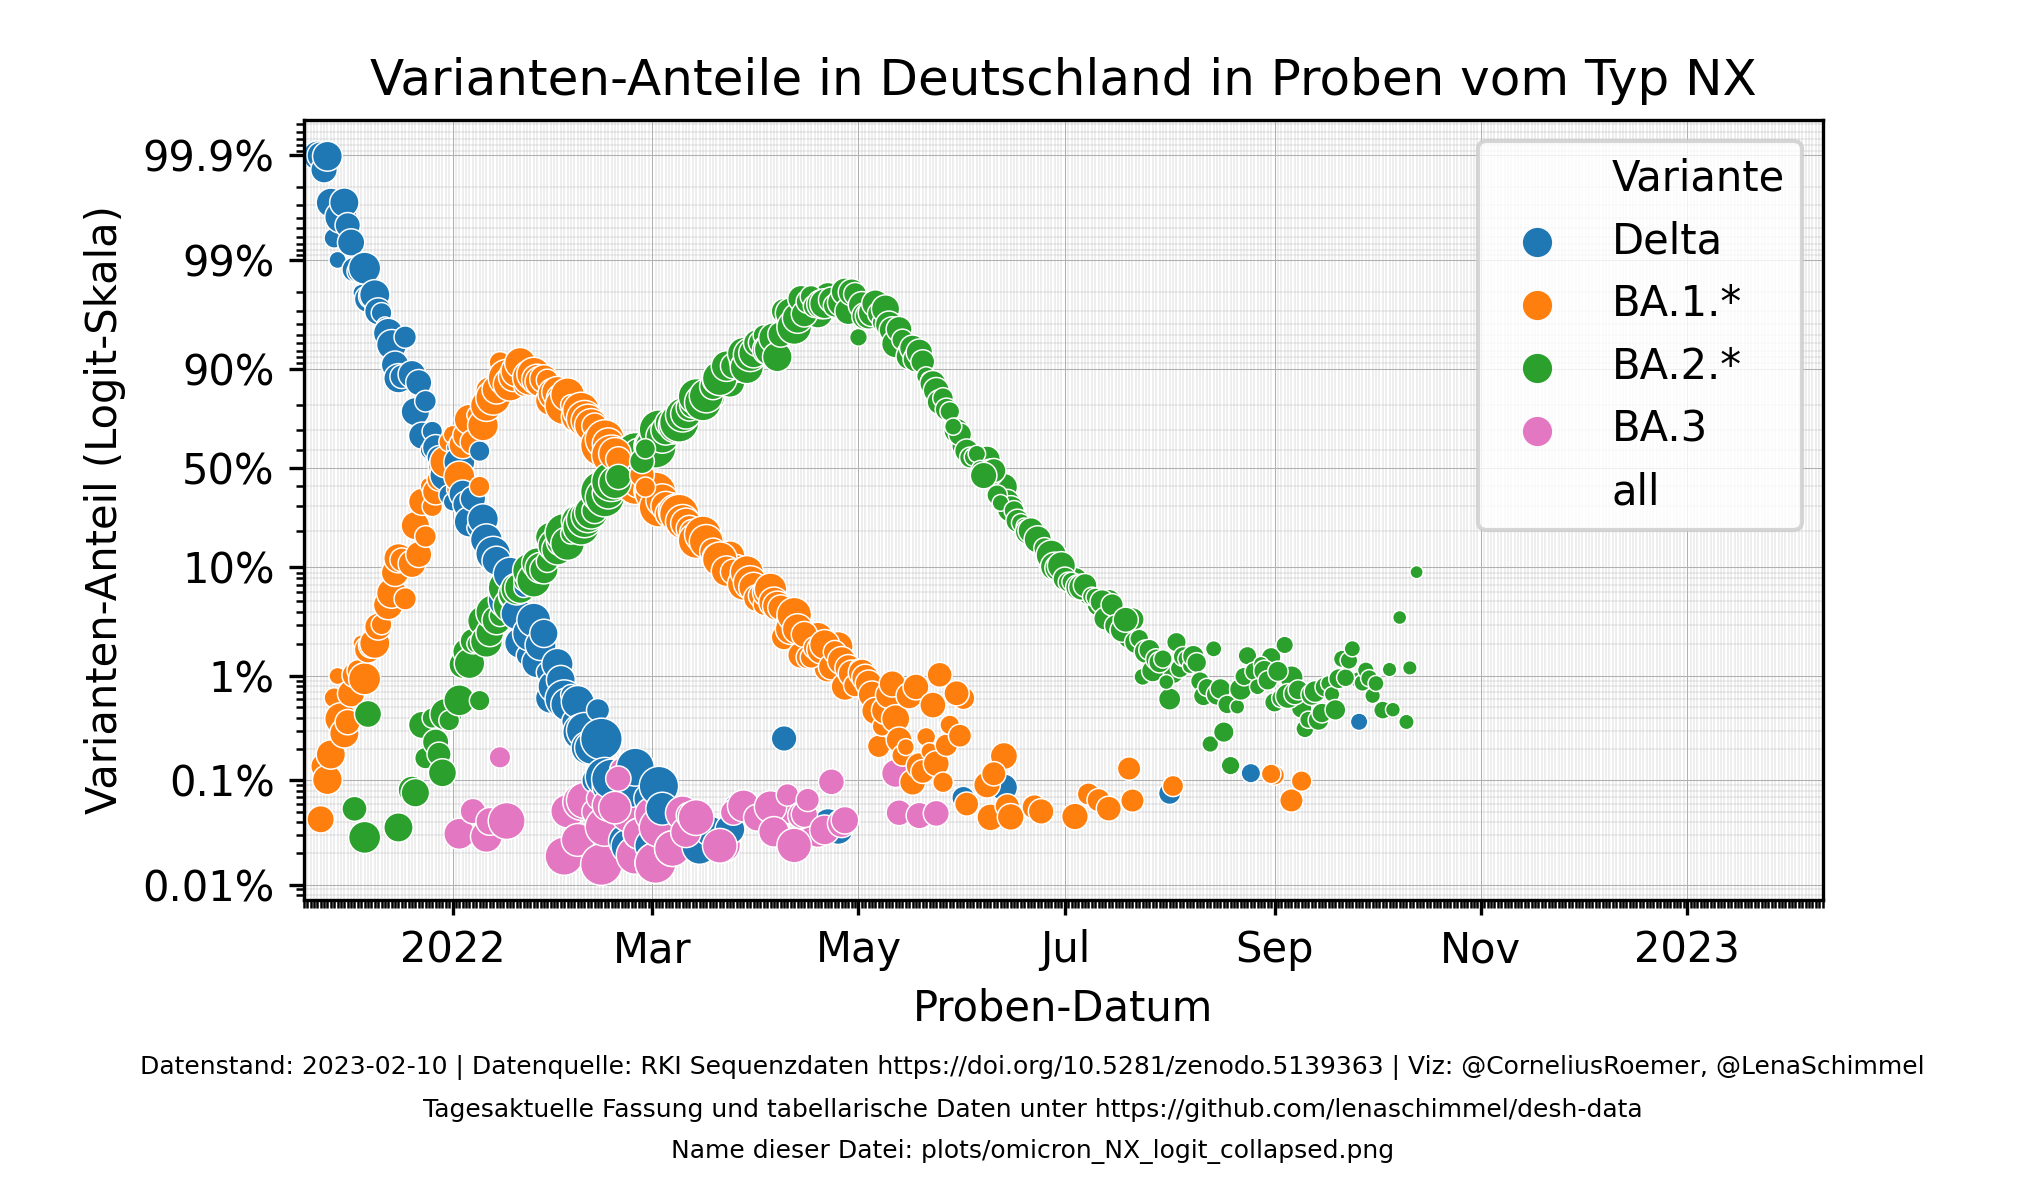 Varianten-Anteile in Deutschland in Proben vom Typ NX
Varianten-Anteil (Logit-Skala)
99.9%
99%
90%
50%
10%
1%
0.1%
0.01%
Variante
Delta
BA.1.*
BA.2.*
BA.3
all
2022 Mar May Jul Sep Nov 2023
Proben-Datum
Datenstand: 2023-02-10 | Datenquelle: RKI Sequenzdaten https://doi.org/10.5281/zenodo.5139363 | Viz: @CorneliusRoemer, @LenaSchimmel
Tagesaktuelle Fassung und tabellarische Daten unter https://github.com/lenaschimmel/desh-data
Name dieser Datei: plots/omicron_NX_logit_collapsed.png